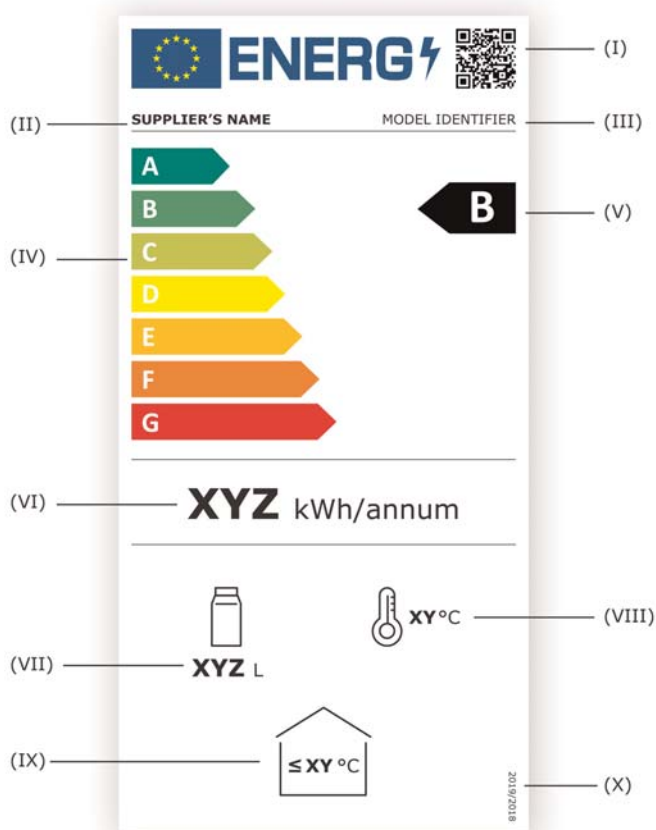 ENERG (I)
(II) SUPPLIER'S NAME MODEL IDENTIFIER (III)
A
B B (V)
(IV) C
D
E
F
G
(VI) XYZ kWh/annum
XY°C (VIII)
(VII) XYZ L
(IX) ≤ XY °C
2019/2018 (X)